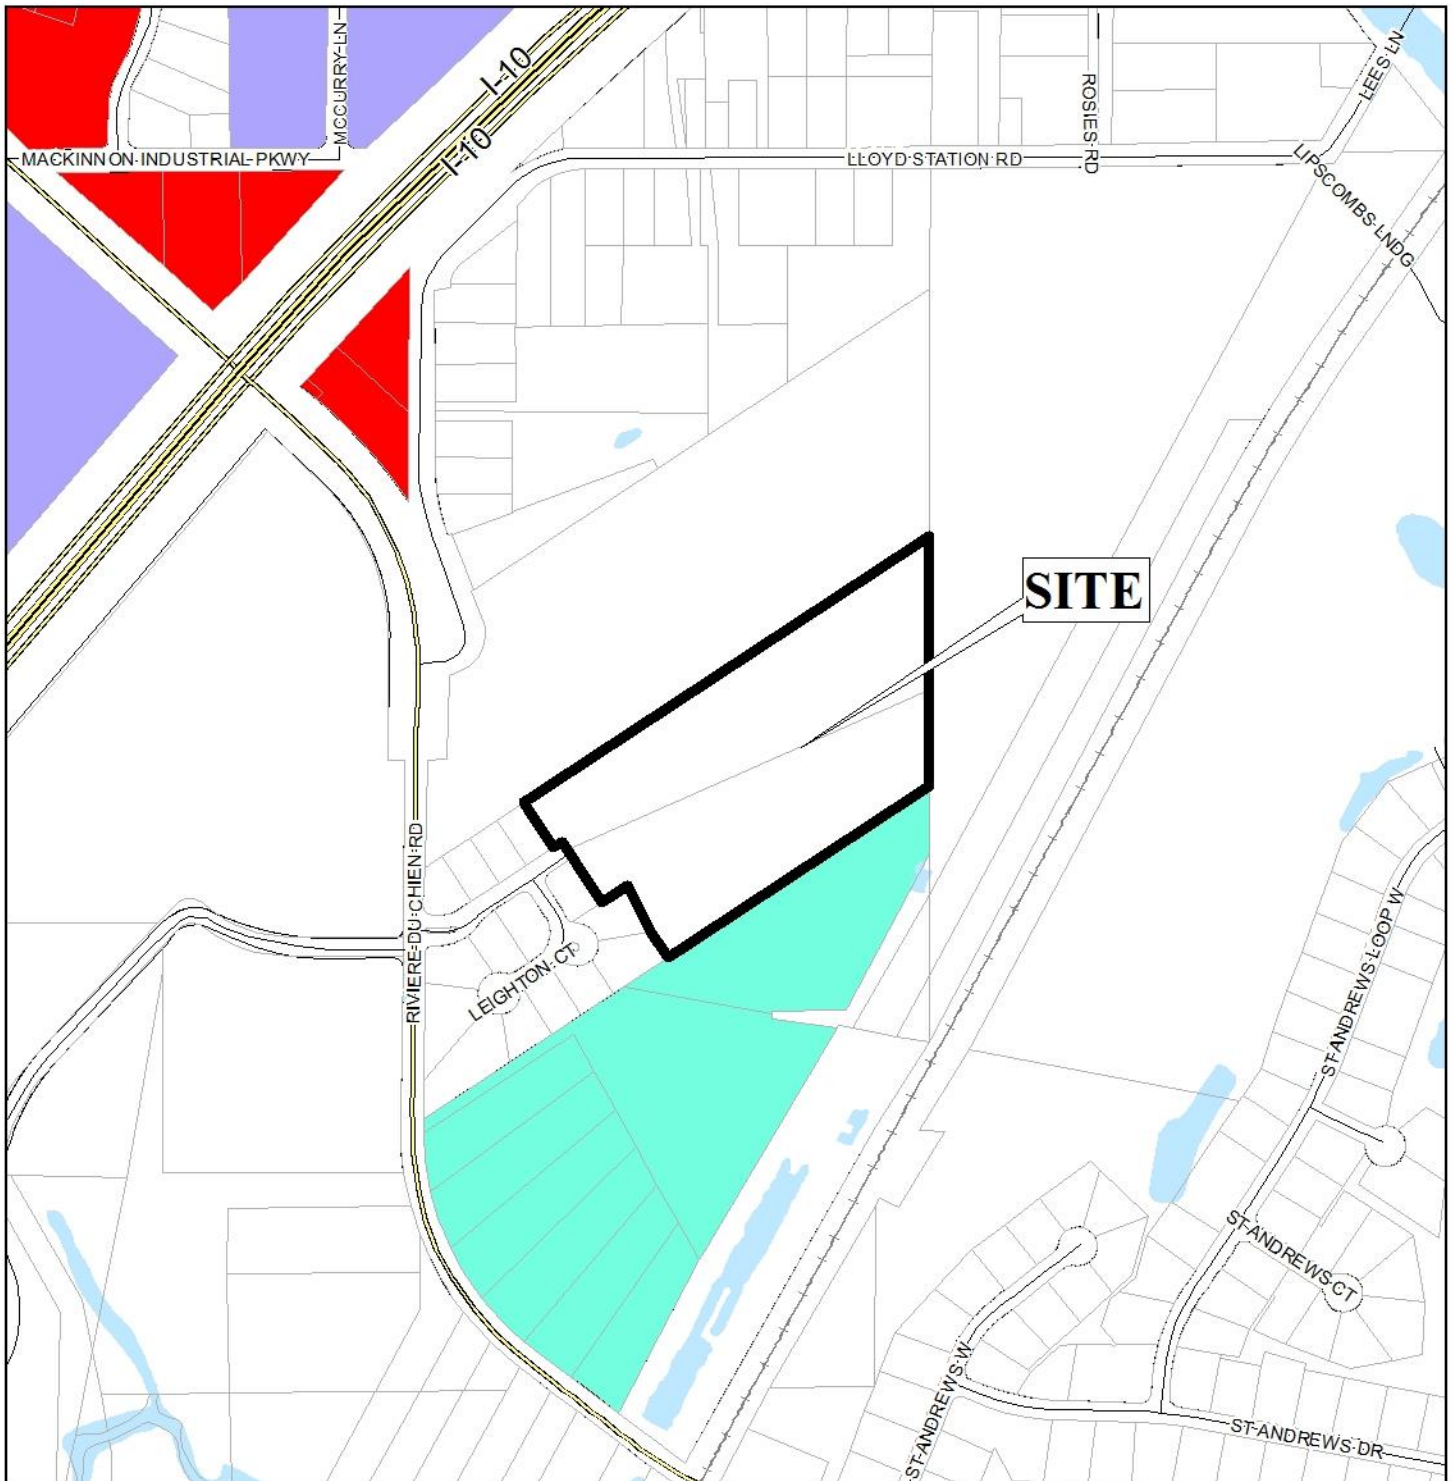 MCCURRY LN
I-10
I-10
LEES LN
ROSIES RD
MACKINNON INDUSTRIAL PKWY
LLOYD STATION RD
LIPSCOMBS LNDG
SITE
RIVIERE DU CHIEN RD
LEIGHTON CT
ST ANDREWS LOOP W
ST ANDREWS CT
ST ANDREWS W
ST ANDREWS DR